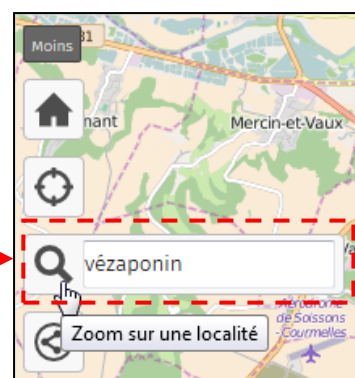 Moins
31
nant
Mercin-et-Vaux
vézaponin
Zoom sur une localité
Aérodrome
de Soissons
-Courmelles